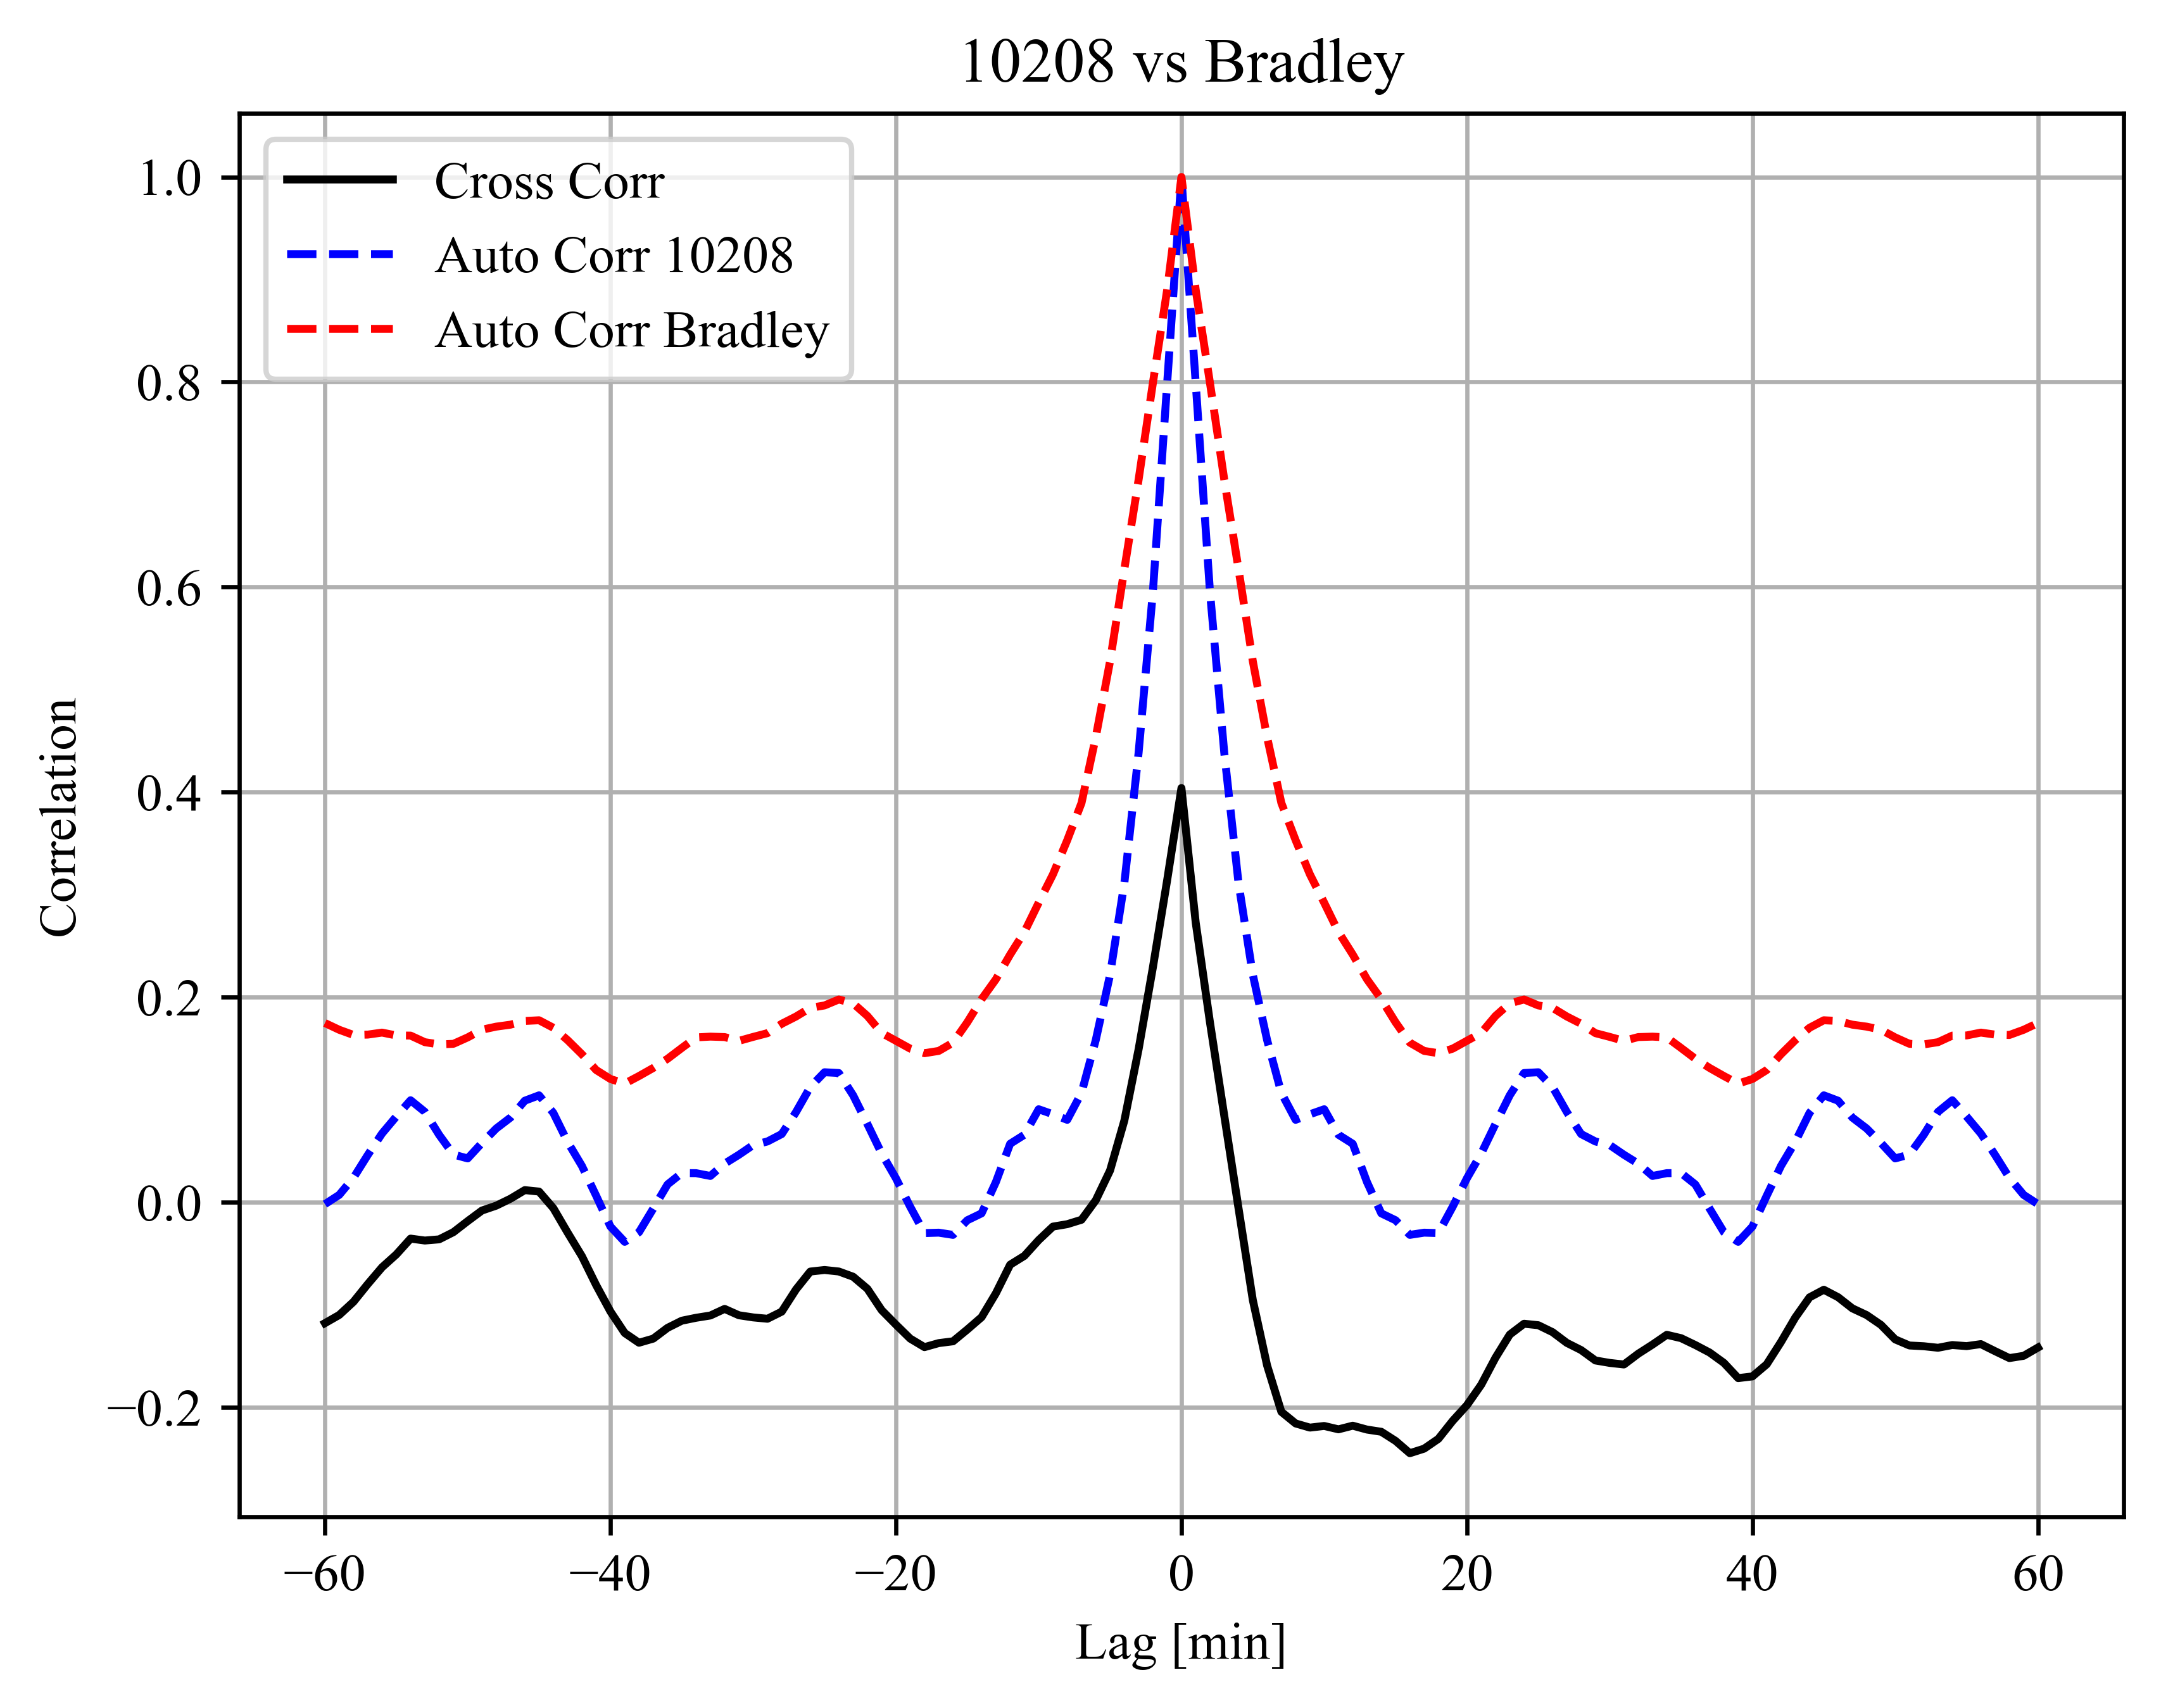 10208 vs Bradley
Cross Corr
Auto Corr 10208
Auto Corr Bradley
1.0
0.8
0.6
0.4
0.2
0.0
−0.2
Correlation
−60 −40 −20 0 20 40 60
Lag [min]